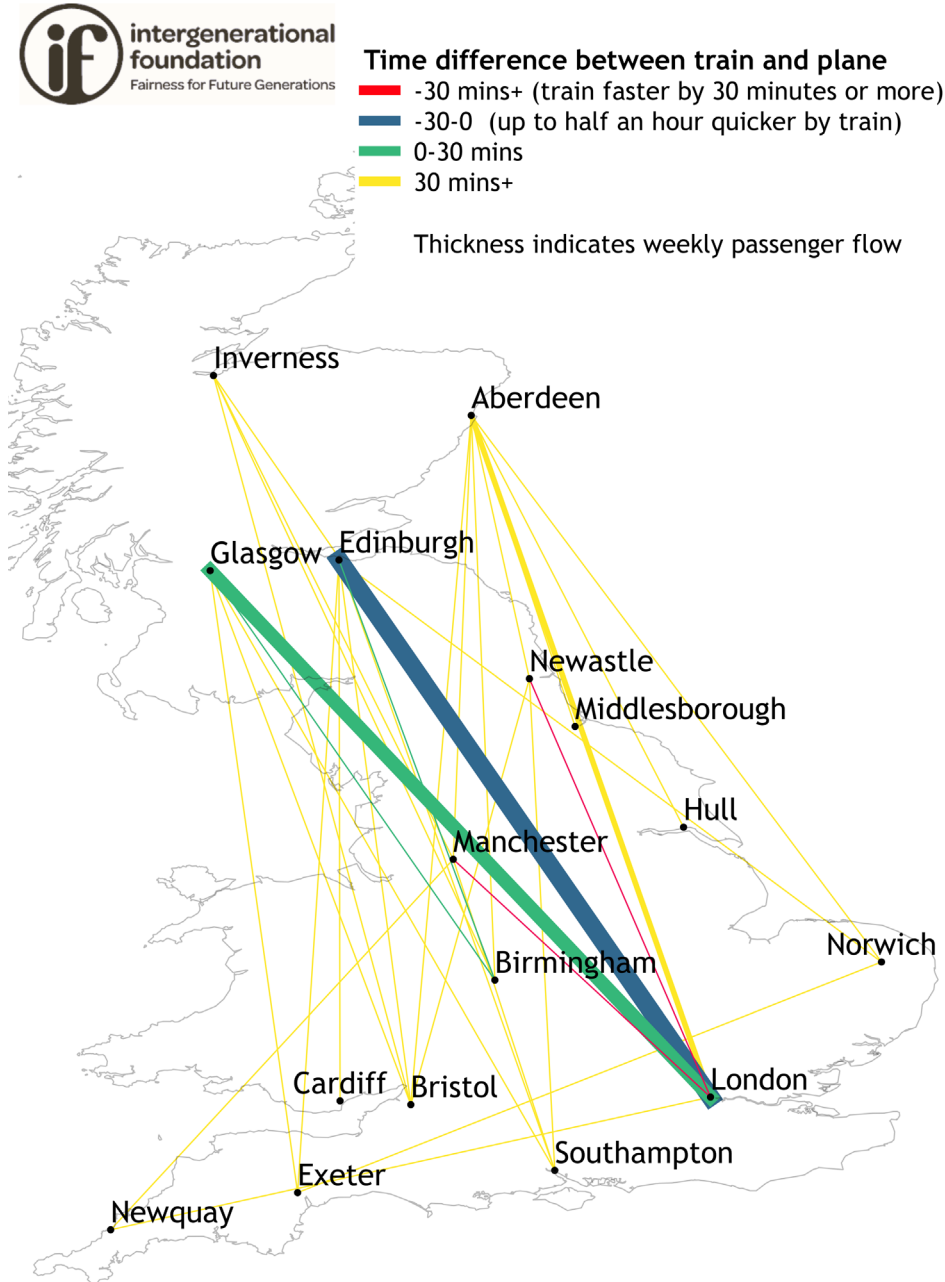 if intergenerational
foundation
Fairness for Future Generations
Time difference between train and plane
-30 mins+ (train faster by 30 minutes or more)
-30-0 (up to half an hour quicker by train)
0-30 mins
30 mins+
Thickness indicates weekly passenger flow
Inverness
Aberdeen
Glasgow
Edinburgh
Newastle
Middlesborough
Hull
Manchester
Norwich
Birmingham
Cardiff
Bristol
London
Southampton
Exeter
Newquay